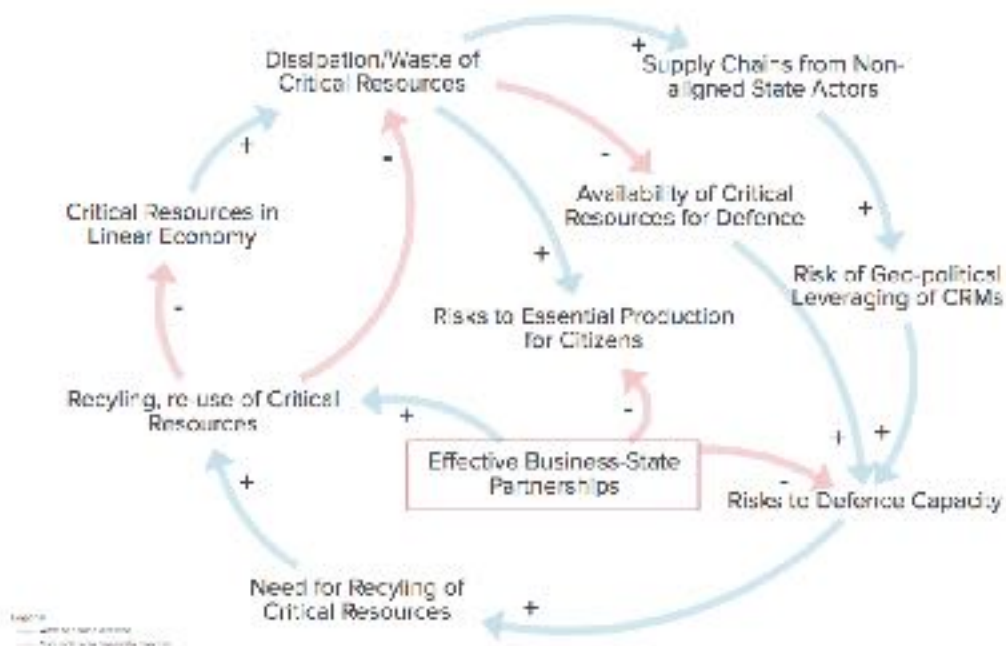 Dissipation/Waste of
Critical Resources
+
Supply Chains from Non-
aligned State Actors
+
-
-
Availability of Critical
Resources for Defence
Critical Resources in
Linear Economy
+
+
Risk of Geo-political
Leveraging of CRMs
-
Risks to Essential Production
for Citizens
Recyling, re-use of Critical
Resources
+
-
+
+
Effective Business-State
Partnerships
+
-
Risks to Defence Capacity
Need for Recyling of
Critical Resources
+